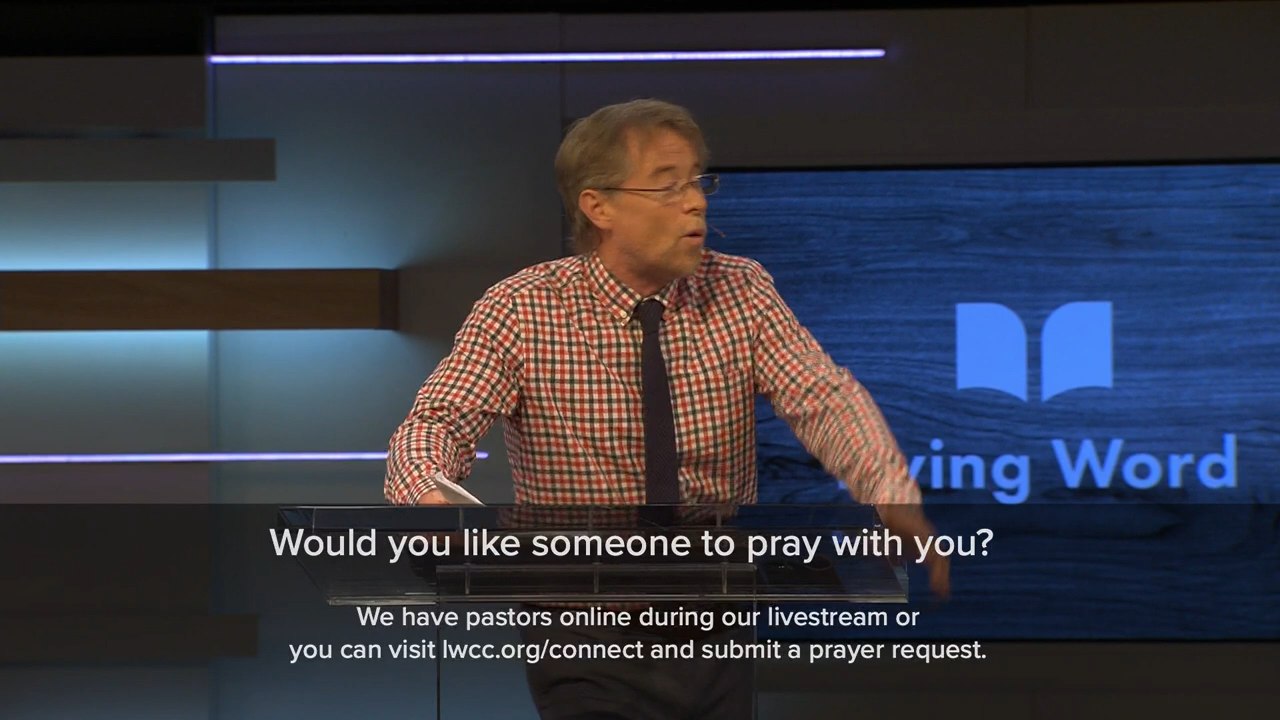 ving Word
Would you like someone to pray with you?
We have pastors online during our livestream or
you can visit lwcc.org/connect and submit a prayer request.